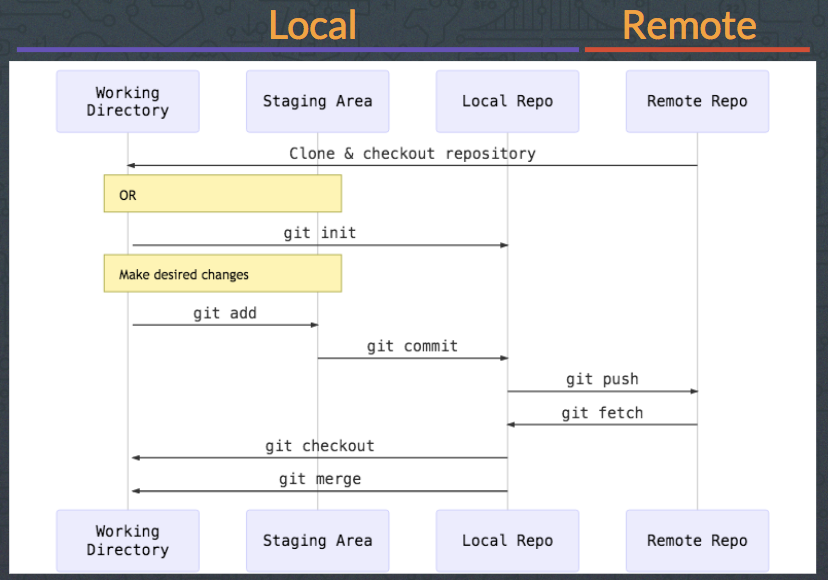 Local
Remote
Working
Directory
Staging Area
Local Repo
Remote Repo
Clone & checkout repository
OR
git init
Make desired changes
git add
git commit
git push
git fetch
git checkout
git merge
Working
Directory
Staging Area
Local Repo
Remote Repo